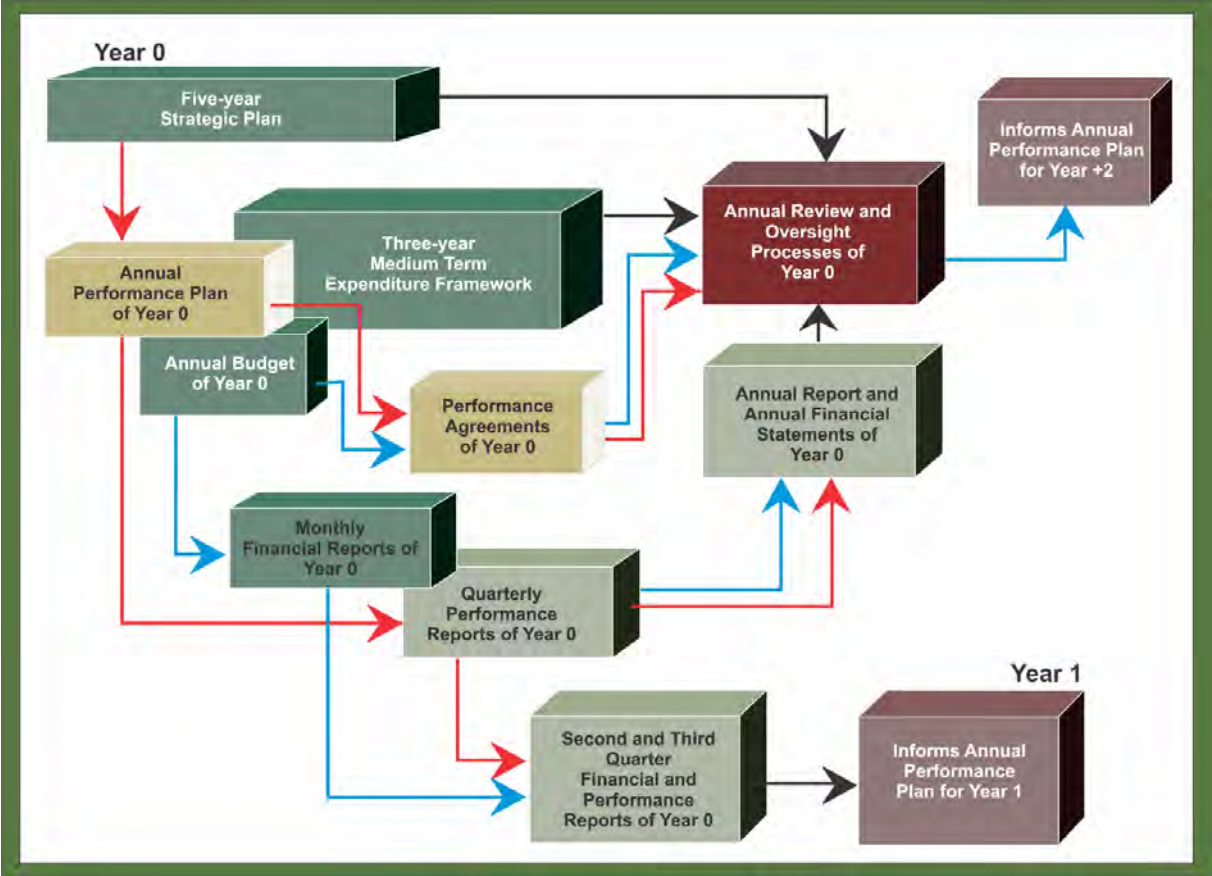 Year 0
Five-year
Strategic Plan
Informs Annual
Performance Plan
for Year +2
Annual Review and
Oversight
Processes of
Year 0
Three-year
Medium Term
Expenditure Framework
Annual
Performance Plan
of Year 0
Annual Budget
of Year 0
Performance
Agreements
of Year 0
Annual Report and
Annual Financial
Statements of
Year 0
Monthly
Financial Reports of
Year 0
Quarterly
Performance
Reports of Year 0
Year 1
Second and Third
Quarter
Financial and
Performance
Reports of Year 0
Informs Annual
Performance
Plan for Year 1